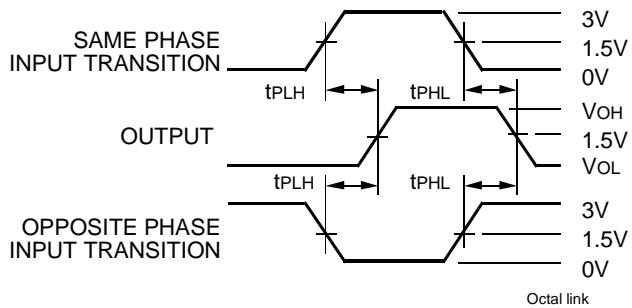 3V
SAME PHASE
INPUT TRANSITION
1.5V
0V
tPLH
tPHL
VOH
OUTPUT
1.5V
VOL
tPLH
tPHL
3V
OPPOSITE PHASE
INPUT TRANSITION
1.5V
0V
Octal link